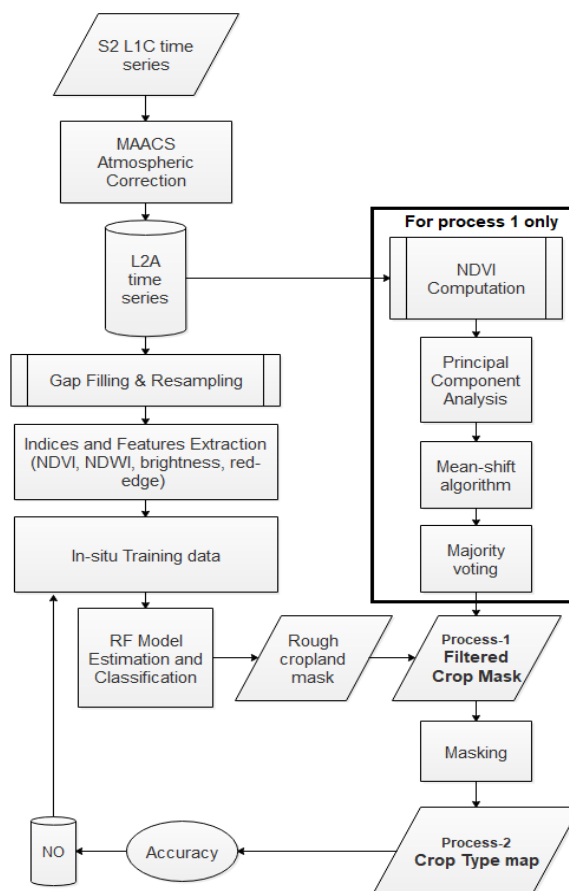 S2 L1C time
series
MAACS
Atmospheric
Correction
For process 1 only
L2A
time
series
NDVI
Computation
Gap Filling & Resampling
Principal
Component
Analysis
Indices and Features Extraction
(NDVI, NDWI, brightness, red-
edge)
Mean-shift
algorithm
In-situ Training data
Majority
voting
RF Model
Estimation and
Classification
Rough
cropland
mask
Process-1
Filtered
Crop Mask
Masking
NO
Accuracy
Process-2
Crop Type map